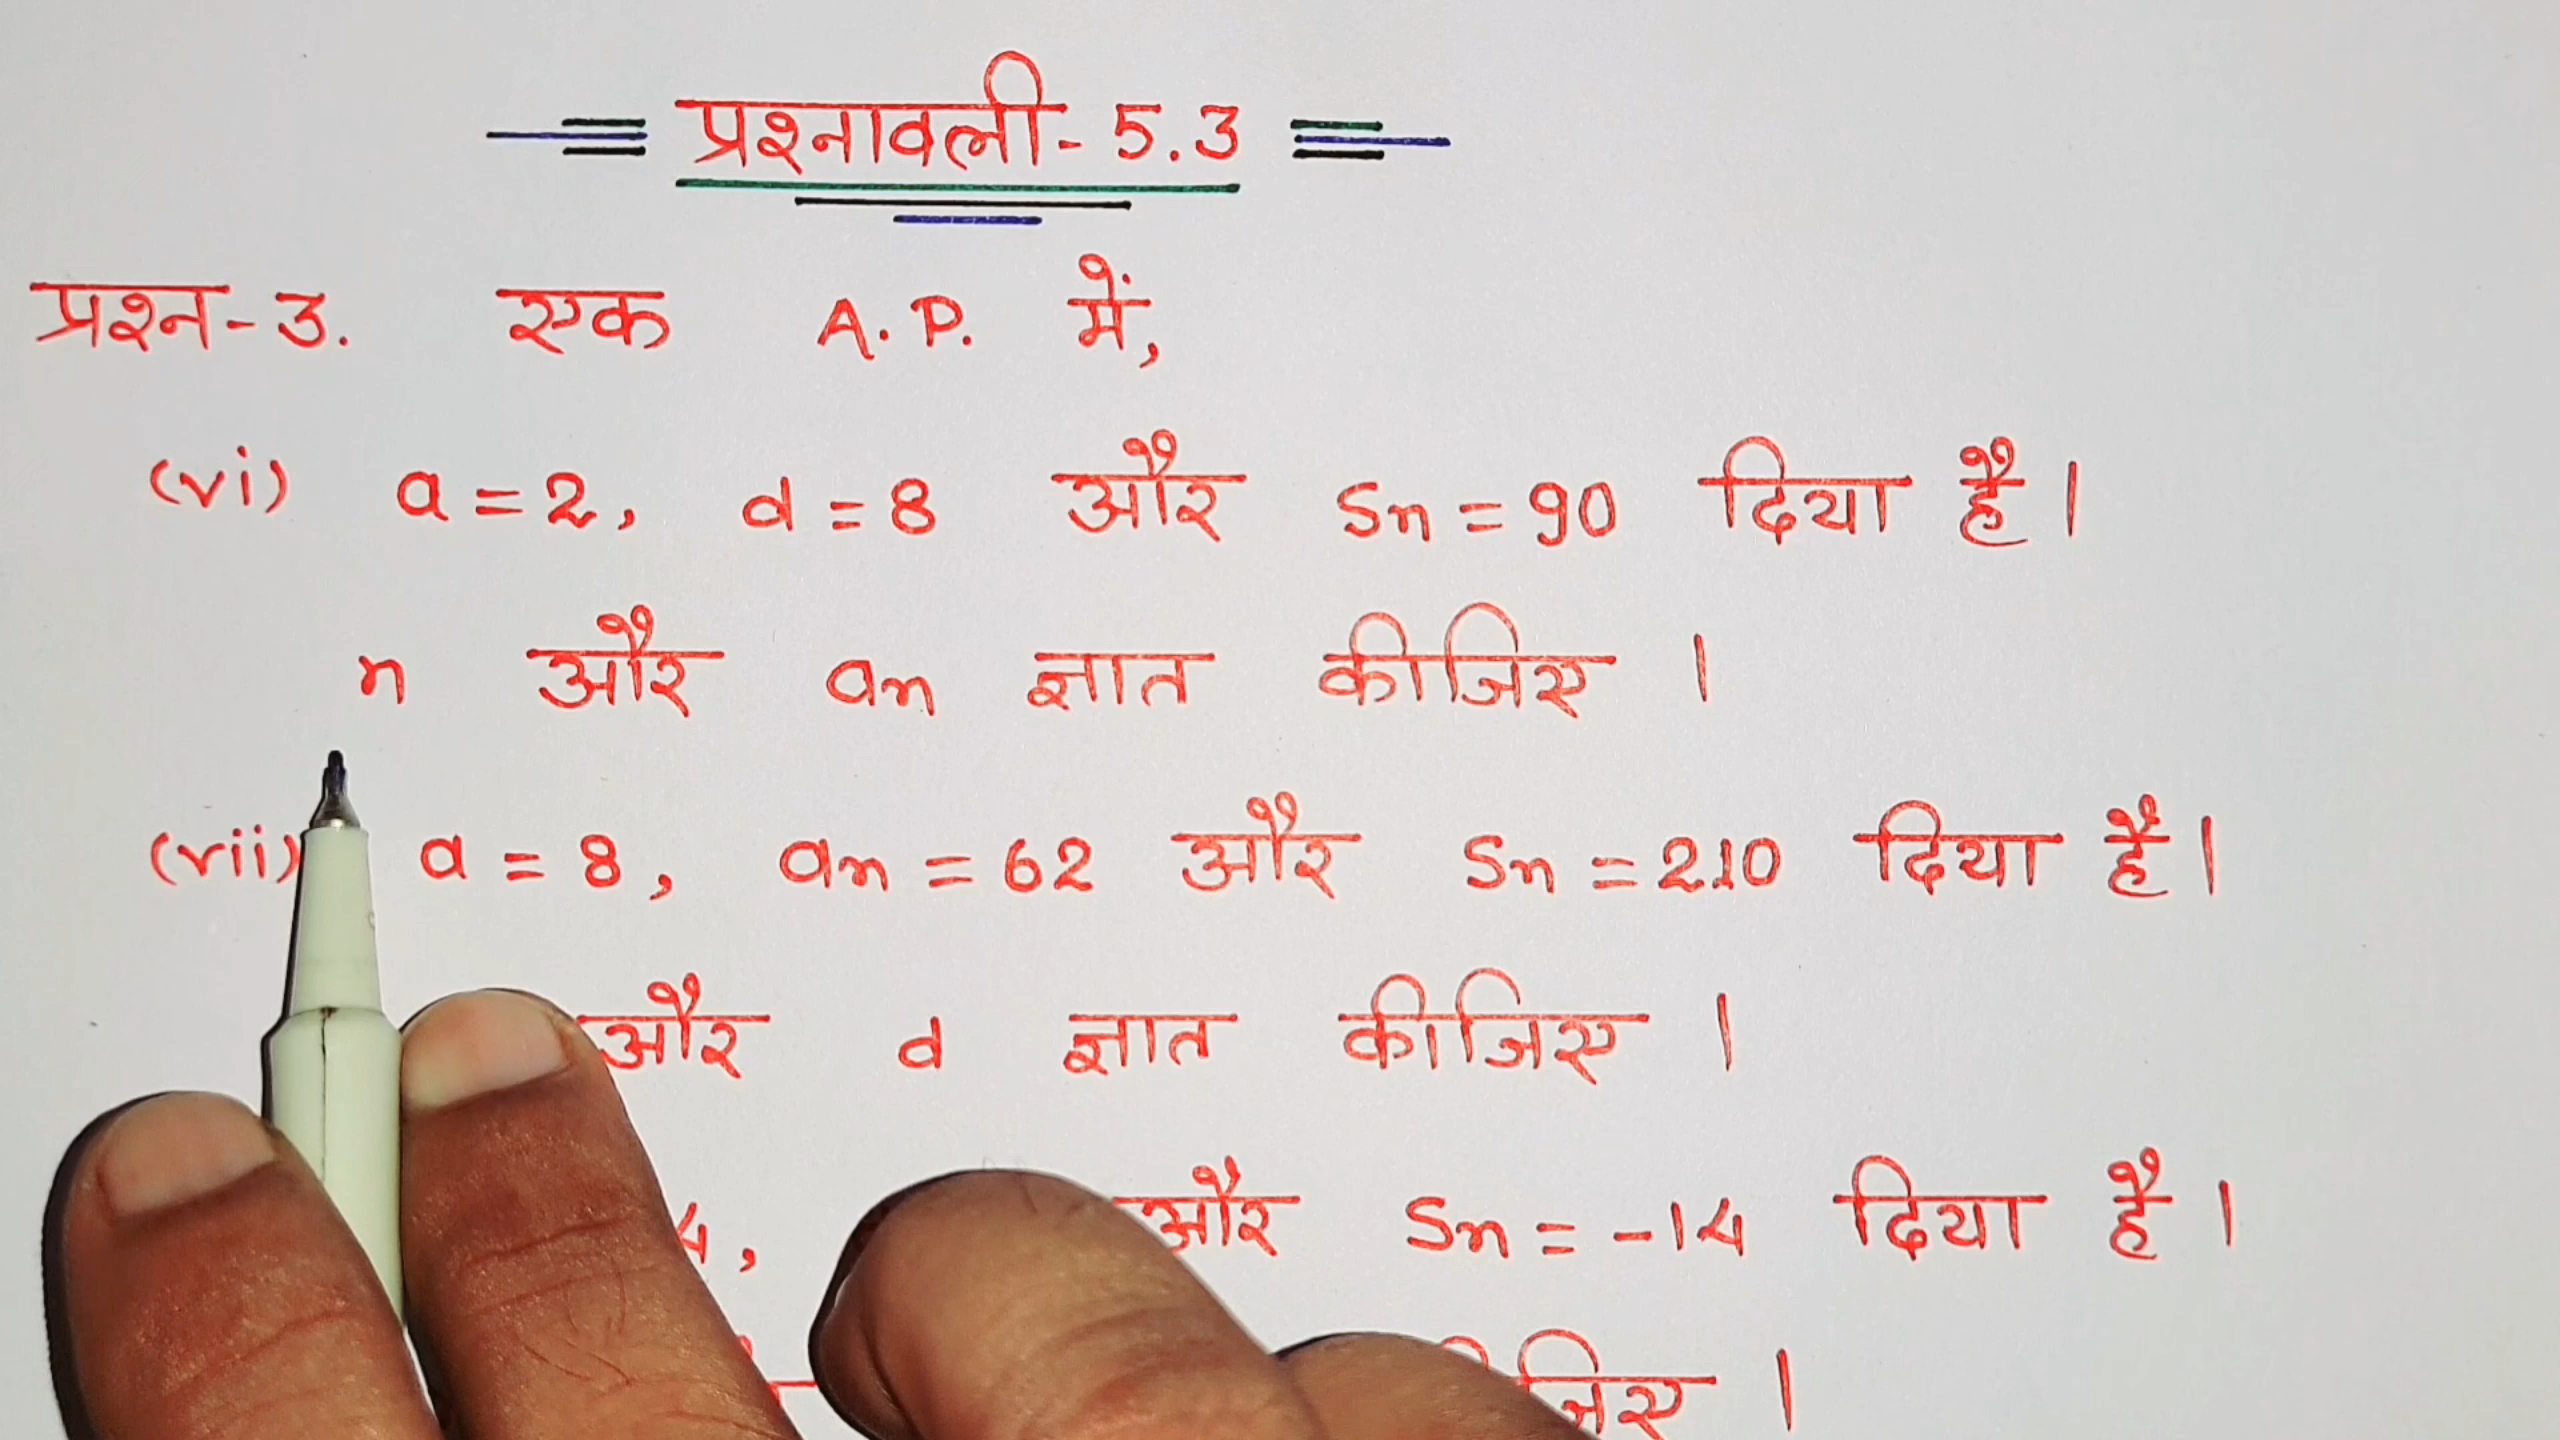 प्रश्नावली- 5.3
प्रश्न-3. एक A.P. में,
(vi) a=2, d=8 और Sn=90 दिया है।
n और an ज्ञात कीजिए ।
(vii) a = 8, an = 62 और Sn = 210 दिया है।
और d ज्ञात कीजिए ।
4, और Sn = -14 दिया है ।